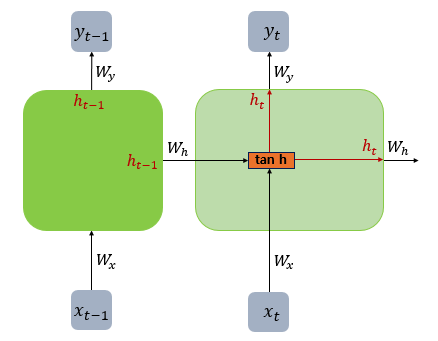 y_{t-1} y_t
W_y W_y
h_{t-1} h_t
h_{t-1} W_h tan h h_t W_h
W_x W_x
x_{t-1} x_t